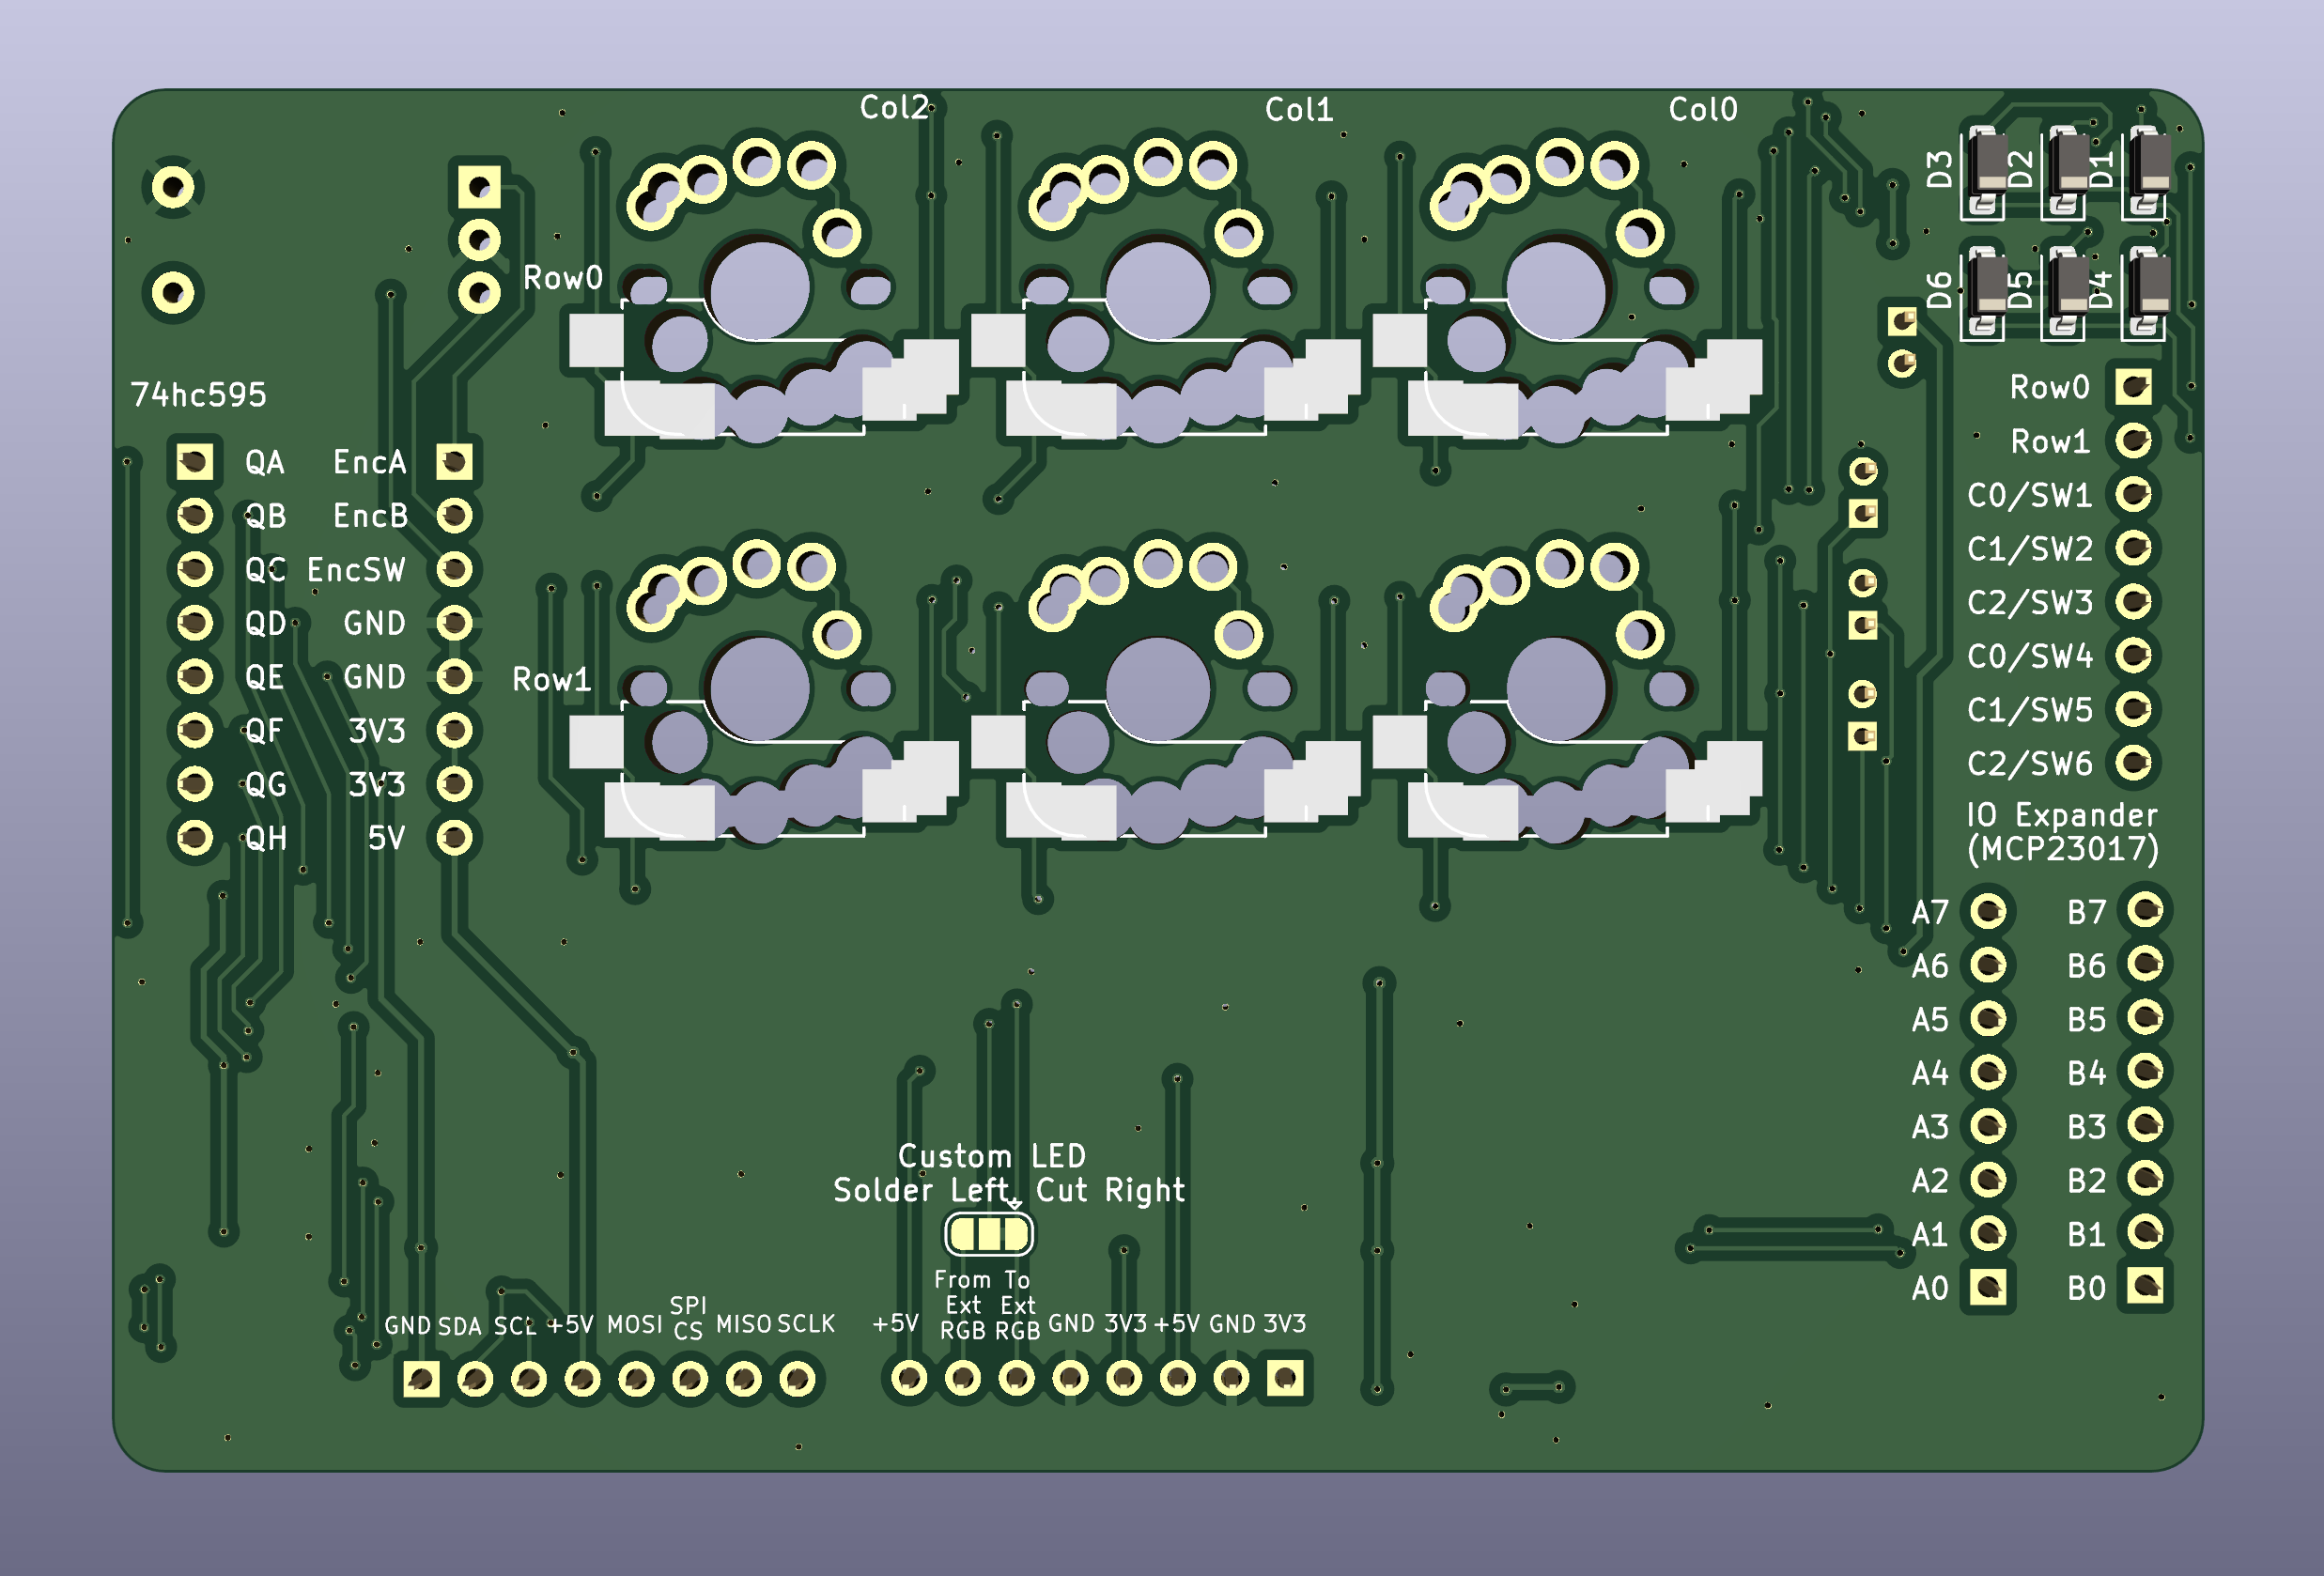 Col2 Col1 Col0
D3 D2 D1
Row0
D6 D5 D4
74hc595
Row0
Row1
QA EncA
QB EncB
QC EncSW
QD GND
QE GND
QF 3V3
QG 3V3
QH 5V
Row1
C0/SW1
C1/SW2
C2/SW3
C0/SW4
C1/SW5
C2/SW6
IO Expander
(MCP23017)
A7 B7
A6 B6
A5 B5
A4 B4
A3 B3
A2 B2
A1 B1
A0 B0
Custom LED
Solder Left, Cut Right
From To
Ext Ext
RGB RGB
GND SDA SCL +5V MOSI SPI CS MISO SCLK
+5V GND 3V3 +5V GND 3V3